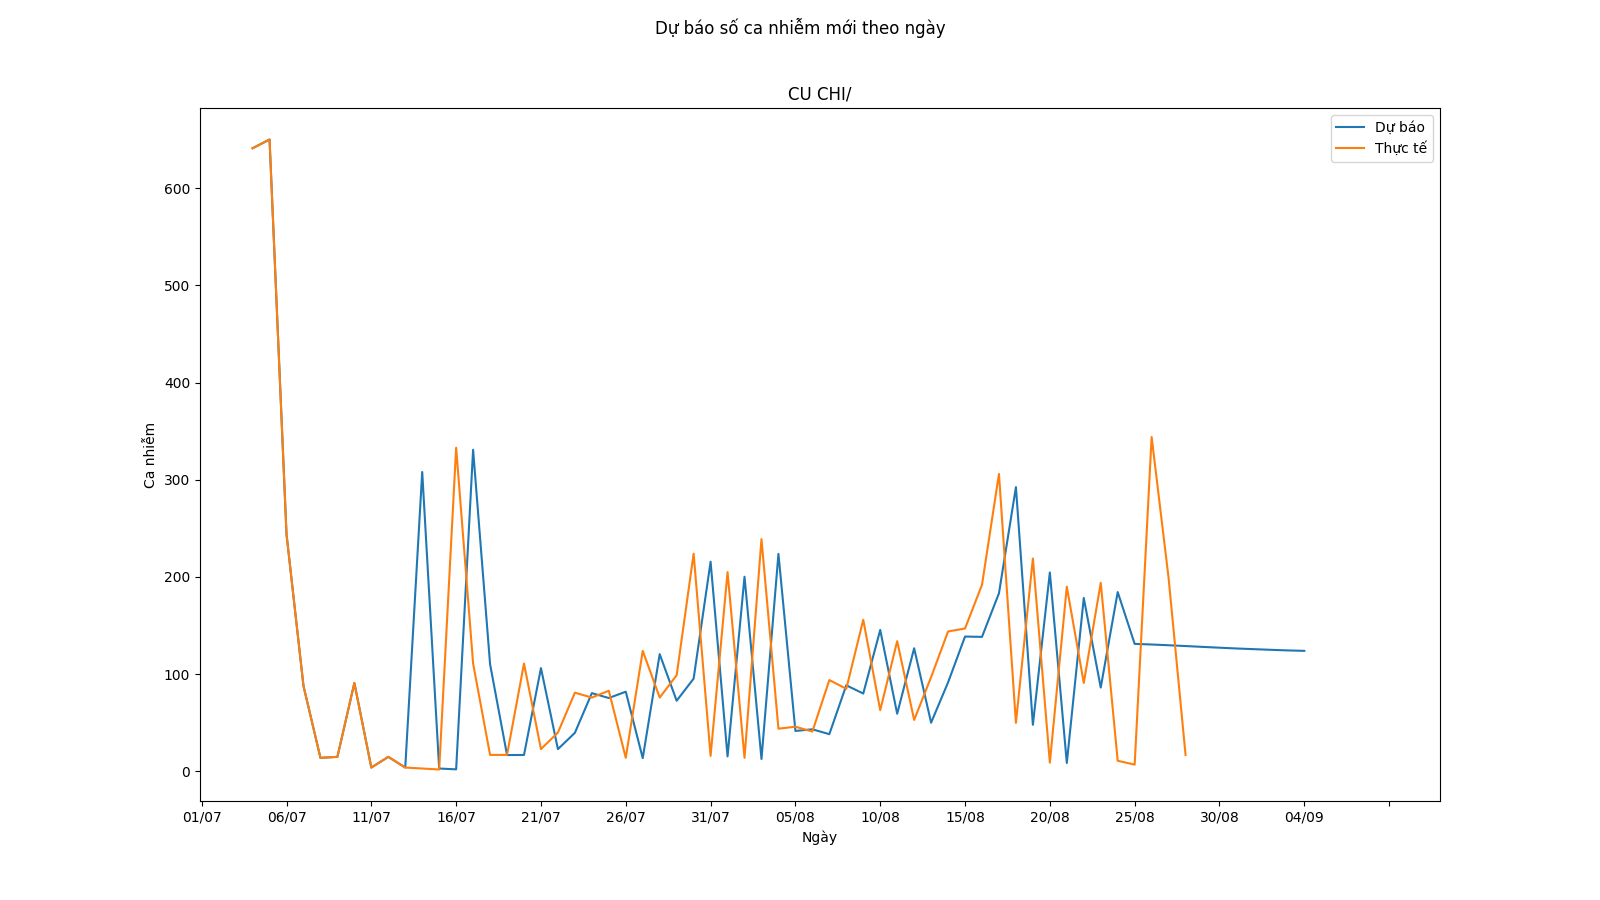 Dự báo số ca nhiễm mới theo ngày
CU CHI/
Dự báo
Thực tế
600
500
400
300
200
100
0
Ca nhiễm
01/07 06/07 11/07 16/07 21/07 26/07 31/07 05/08 10/08 15/08 20/08 25/08 30/08 04/09
Ngày